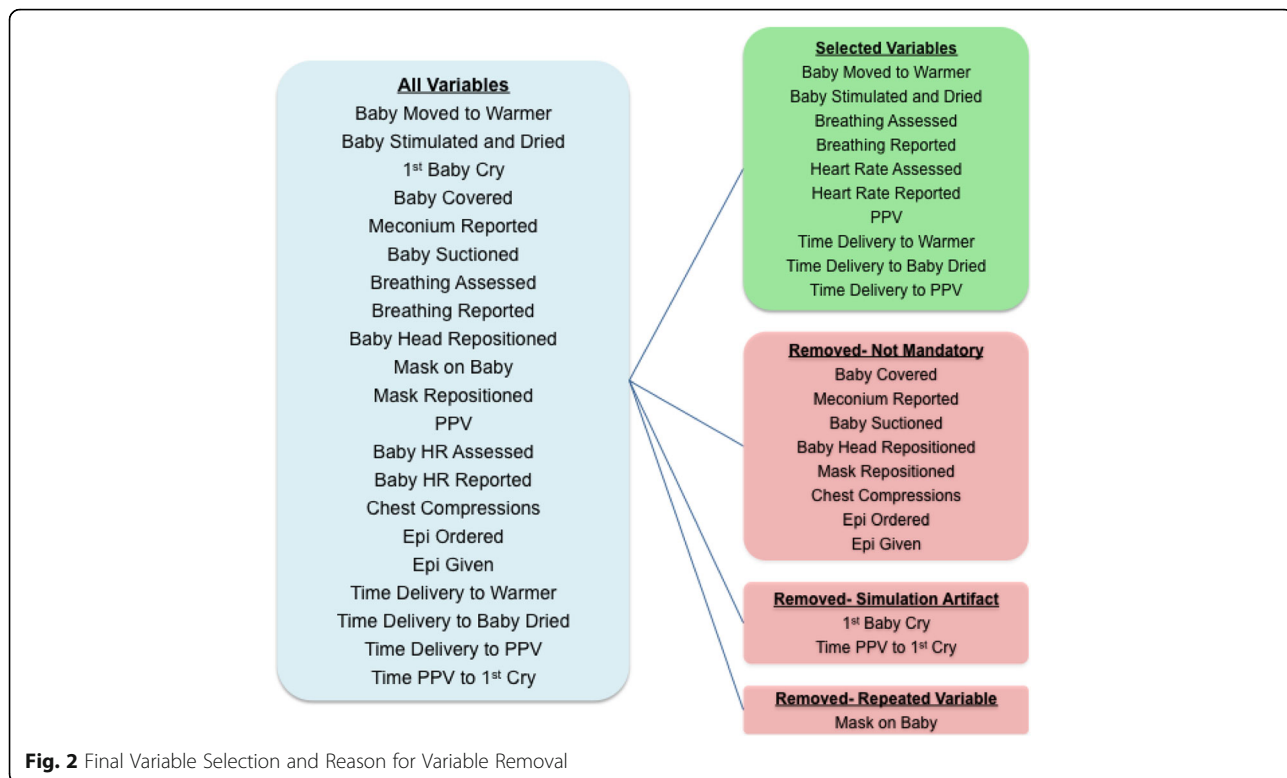 All Variables
Baby Moved to Warmer
Baby Stimulated and Dried
1st Baby Cry
Baby Covered
Meconium Reported
Baby Suctioned
Breathing Assessed
Breathing Reported
Baby Head Repositioned
Mask on Baby
Mask Repositioned
PPV
Baby HR Assessed
Baby HR Reported
Chest Compressions
Epi Ordered
Epi Given
Time Delivery to Warmer
Time Delivery to Baby Dried
Time Delivery to PPV
Time PPV to 1st Cry
Selected Variables
Baby Moved to Warmer
Baby Stimulated and Dried
Breathing Assessed
Breathing Reported
Heart Rate Assessed
Heart Rate Reported
PPV
Time Delivery to Warmer
Time Delivery to Baby Dried
Time Delivery to PPV
Removed- Not Mandatory
Baby Covered
Meconium Reported
Baby Suctioned
Baby Head Repositioned
Mask Repositioned
Chest Compressions
Epi Ordered
Epi Given
Removed- Simulation Artifact
1st Baby Cry
Time PPV to 1st Cry
Removed- Repeated Variable
Mask on Baby
Fig. 2 Final Variable Selection and Reason for Variable Removal